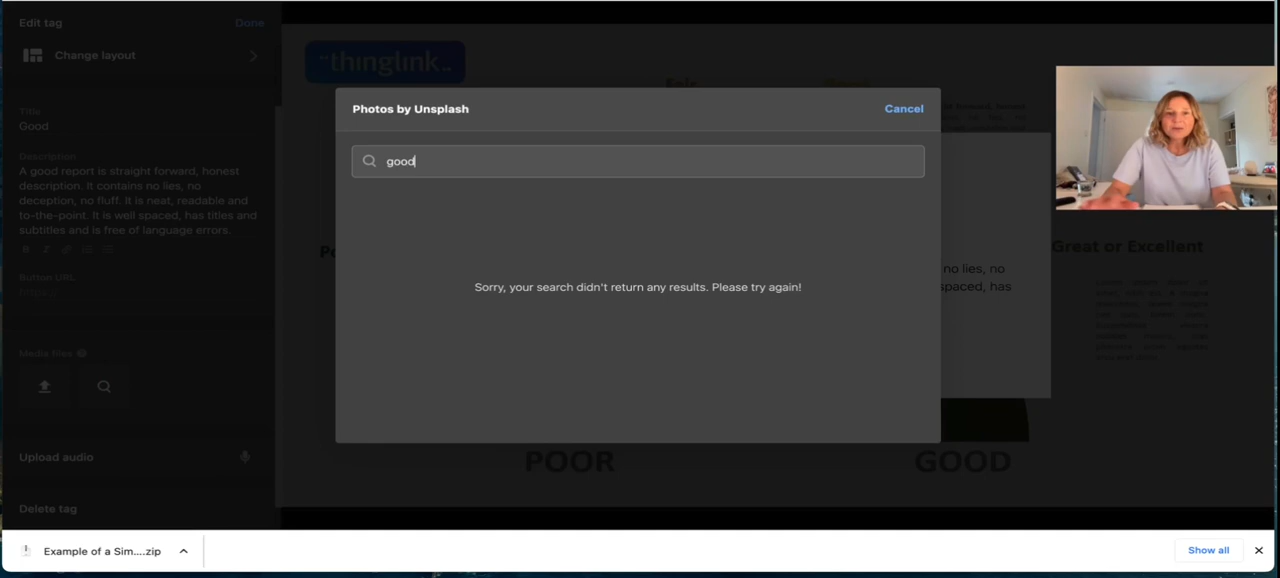 Edit tag
Done
Change layout
Title
Good
Description
A good report is straight forward, honest
description. It contains no lies, no
deception, no fluff. It is neat, readable and
to-the-point. It is well spaced, has titles and
subtitles and is free of language errors.
Button URL
https://
Media files
Upload audio
Delete tag
thinglink
Photos by Unsplash
Cancel
good
Sorry, your search didn't return any results. Please try again!
no lies, no
spaced, has
Great or Excellent
POOR
GOOD
Example of a Sim....zip
Show all